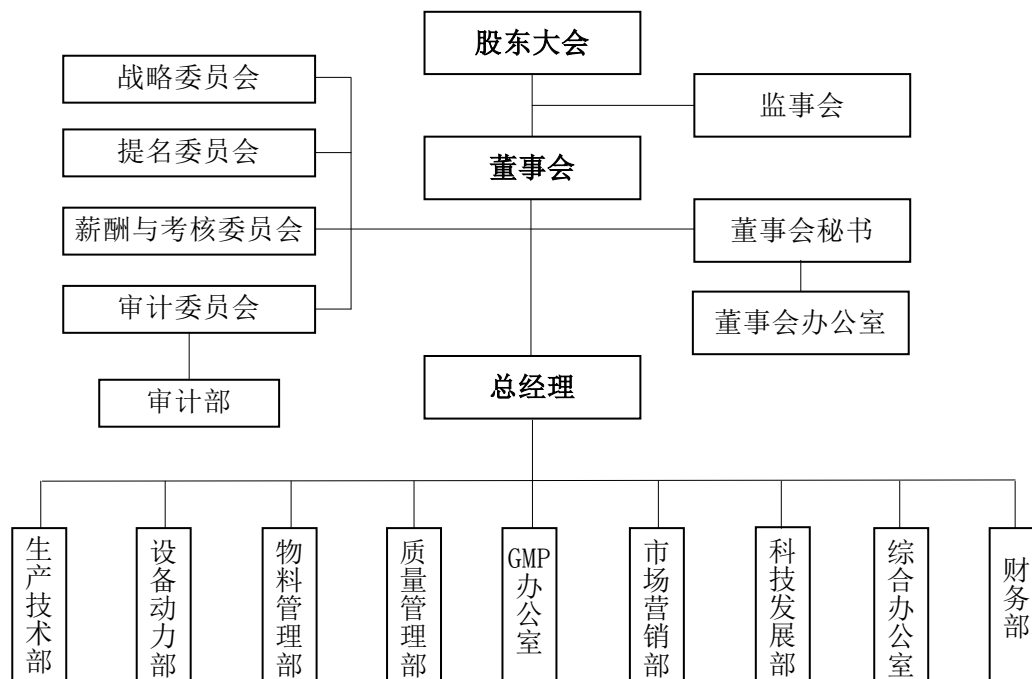 股东大会
战略委员会
监事会
提名委员会
董事会
薪酬与考核委员会
董事会秘书
审计委员会
董事会办公室
总经理
审计部
生产技术部
设备动力部
物料管理部
质量管理部
GMP办公室
市场营销部
科技发展部
综合办公室
财务部